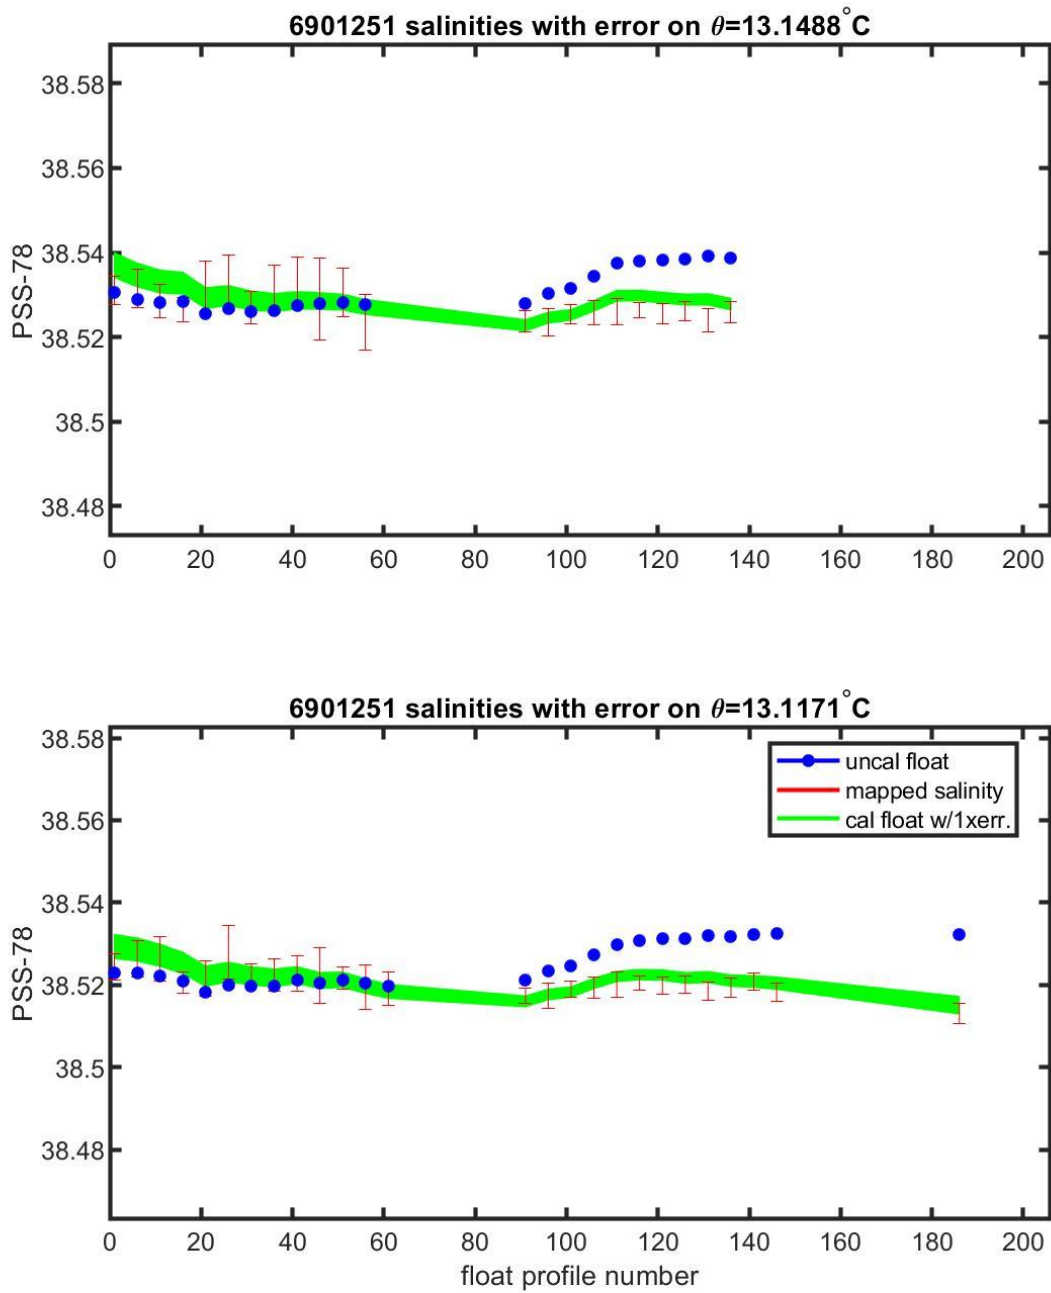 6901251 salinities with error on θ=13.1488°C
PSS-78
38.58
38.56
38.54
38.52
38.5
38.48
0 20 40 60 80 100 120 140 160 180 200
6901251 salinities with error on θ=13.1171°C
PSS-78
38.58
38.56
38.54
38.52
38.5
38.48
uncal float
mapped salinity
cal float w/1xerr.
0 20 40 60 80 100 120 140 160 180 200
float profile number